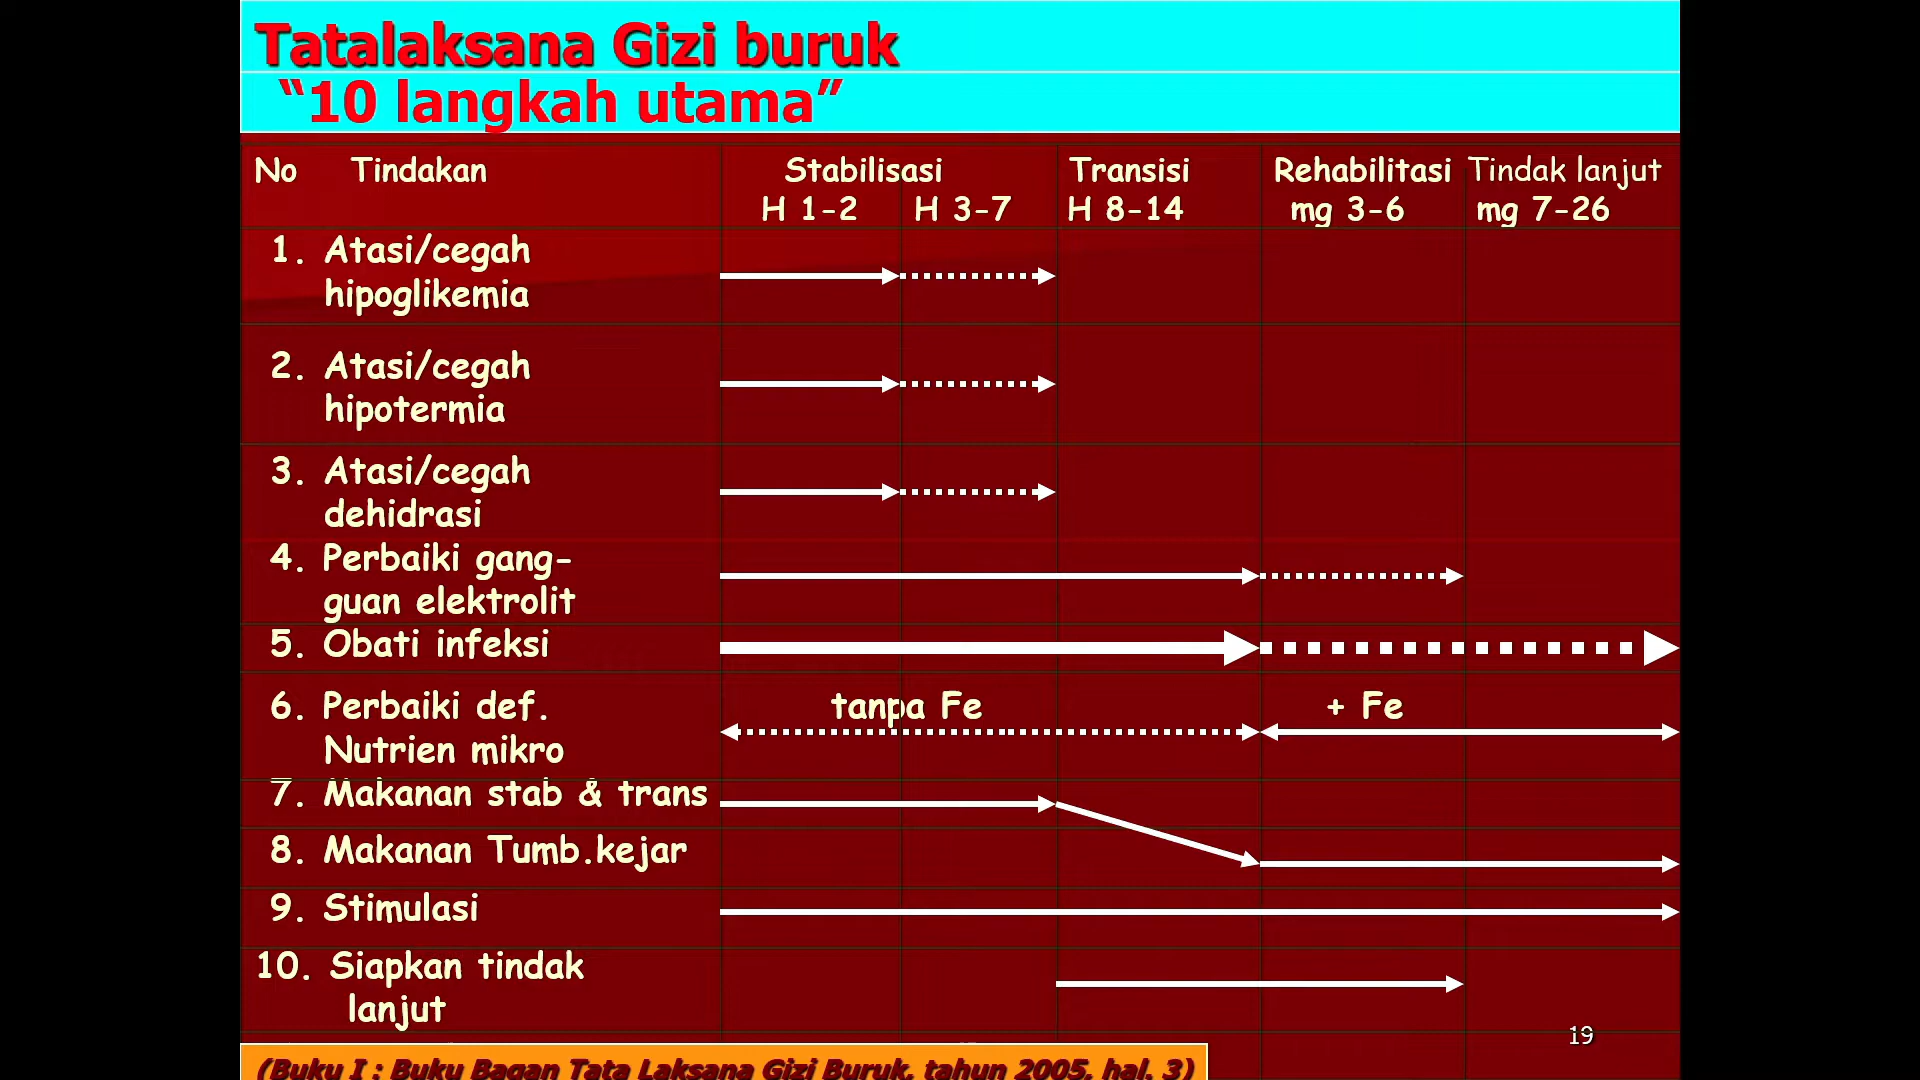 Tatalaksana Gizi buruk
“10 langkah utama”
No Tindakan Stabilisasi Transisi Rehabilitasi Tindak lanjut
H 1-2 H 3-7 H 8-14 mg 3-6 mg 7-26
1. Atasi/cegah
hipoglikemia
2. Atasi/cegah
hipotermia
3. Atasi/cegah
dehidrasi
4. Perbaiki gang-
guan elektrolit
5. Obati infeksi
6. Perbaiki def. tanpa Fe + Fe
Nutrien mikro
7. Makanan stab & trans
8. Makanan Tumb.kejar
9. Stimulasi
10. Siapkan tindak
lanjut
19
(Buku I : Buku Bagan Tata Laksana Gizi Buruk, tahun 2005, hal. 3)